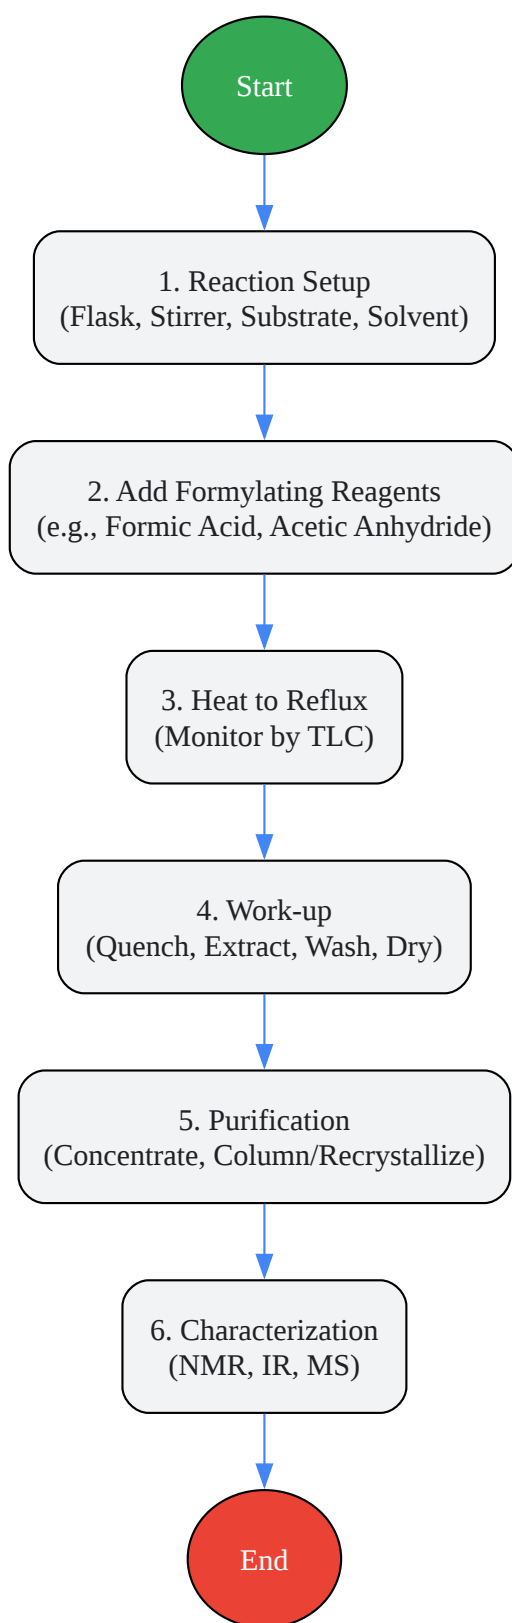 Start
1. Reaction Setup
(Flask, Stirrer, Substrate, Solvent)
2. Add Formylating Reagents
(e.g., Formic Acid, Acetic Anhydride)
3. Heat to Reflux
(Monitor by TLC)
4. Work-up
(Quench, Extract, Wash, Dry)
5. Purification
(Concentrate, Column/Recrystallize)
6. Characterization
(NMR, IR, MS)
End